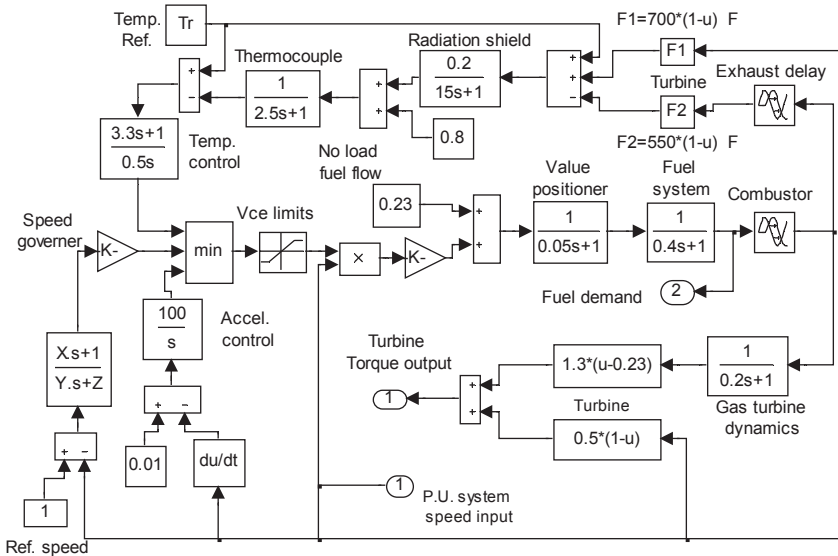 Temp.
Ref.
Tr
F1=700*(1-u) F
F1
Radiation shield
Thermocouple
Turbine
Exhaust delay
+
-
1
2.5s+1
+
+
0.2
15s+1
+
+
-
F2
3.3s+1
0.5s
Temp.
control
No load
fuel flow
0.8
F2=550*(1-u) F
Value
positioner
Fuel
system
Combustor
0.23
Speed
governer
Vce limits
+
+
1
0.05s+1
1
0.4s+1
K-
min
×
K-
Fuel demand
2
100
s
Accel.
control
Turbine
Torque output
X.s+1
Y.s+Z
1.3*(u-0.23)
1
0.2s+1
1
+
+
+ -
Turbine
Gas turbine
dynamics
+ -
0.01
du/dt
0.5*(1-u)
1
1
P.U. system
speed input
Ref. speed